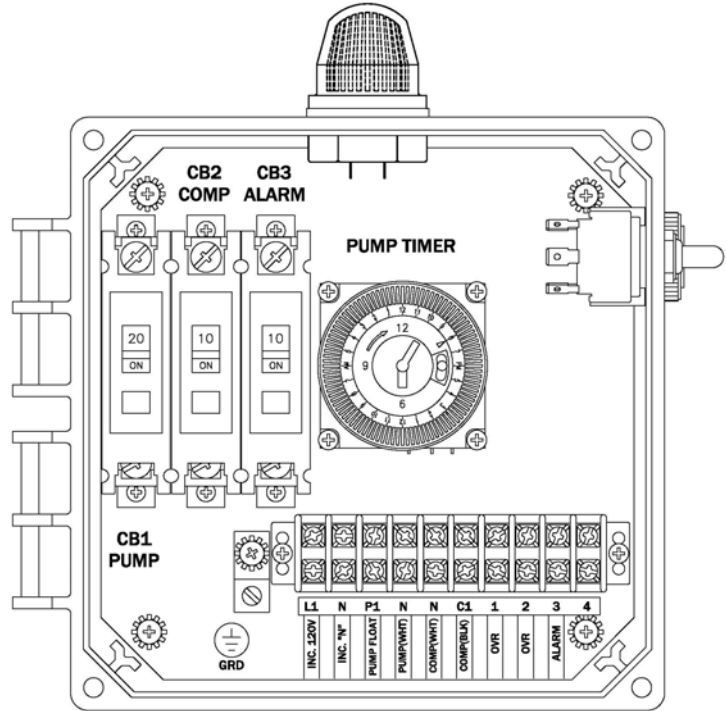 CB2
COMP
CB3
ALARM
PUMP TIMER
20
ON
10
ON
10
ON
12
9
6
CB1
PUMP
L1 N P1 N N C1 1 2 3 4
INC. 120V
INC. "N"
PUMP FLOAT
PUMP(WHT)
COMP(WHT)
COMP(BLK)
OVR
OVR
ALARM
GRD